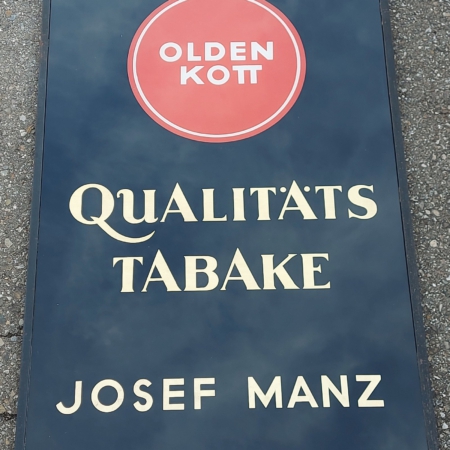 OLDEN
KOTT
QUALITÄTS
TABAKE
JOSEF MANZ